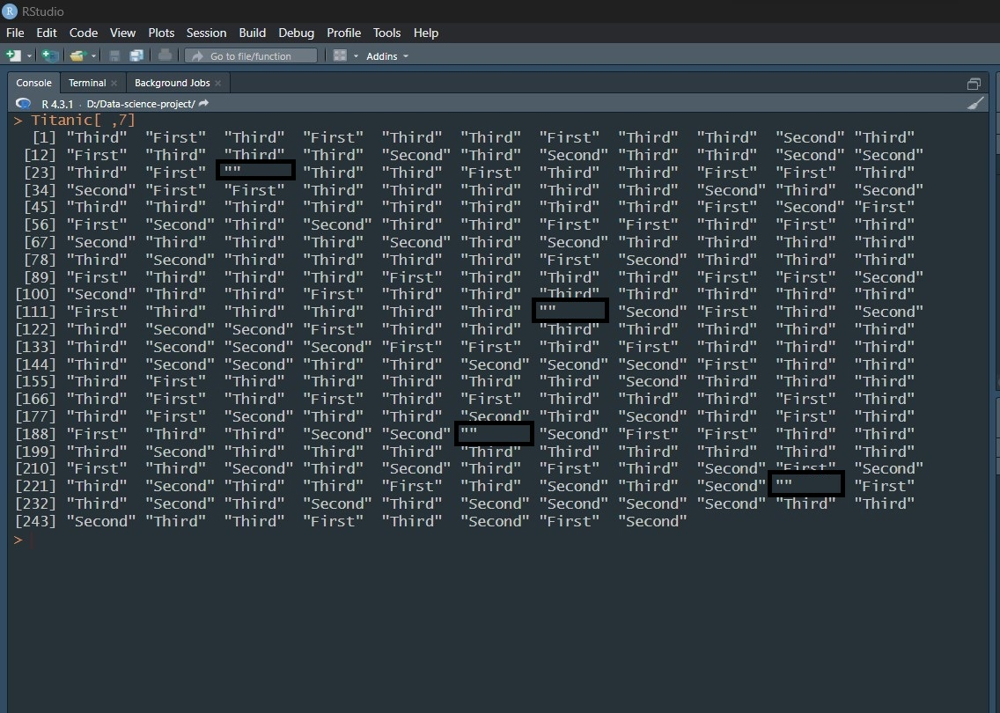 R RStudio
File Edit Code View Plots Session Build Debug Profile Tools Help
Go to file/function Addins
Console Terminal × Background Jobs ×
R 4.3.1 · D:/Data-science-project/
> Titanic[ ,7]
[1] "Third" "First" "Third" "First" "Third" "Third" "First" "Third" "Third" "Second" "Third"
[12] "First" "Third" "Third" "Third" "Second" "Third" "Second" "Third" "Third" "Second" "Second"
[23] "Third" "First" "" "Third" "Third" "First" "Third" "Third" "First" "First" "Third"
[34] "Second" "First" "First" "Third" "Third" "Third" "Third" "Third" "Second" "Third" "Second"
[45] "Third" "Third" "Third" "Third" "Third" "Third" "Third" "Third" "First" "Second" "First"
[56] "First" "Second" "Third" "Second" "Third" "Third" "First" "First" "Third" "First" "Third"
[67] "Second" "Third" "Third" "Third" "Second" "Third" "Second" "Third" "Third" "Third" "Third"
[78] "Third" "Second" "Third" "Third" "Third" "Third" "First" "Second" "Third" "Third" "Third"
[89] "First" "Third" "Third" "Third" "First" "Third" "Third" "Third" "First" "First" "Second"
[100] "Second" "Third" "Third" "First" "Third" "Third" "Third" "Third" "Third" "Third" "Third"
[111] "First" "Third" "Third" "Third" "Third" "Third" "" "Second" "First" "Third" "Second"
[122] "Third" "Second" "Second" "First" "Third" "Third" "Third" "Third" "Third" "Third" "Third"
[133] "Third" "Second" "Second" "Second" "First" "First" "Third" "First" "Third" "Third" "Third"
[144] "Third" "Second" "Second" "Third" "Third" "Second" "Second" "Second" "First" "Third" "Third"
[155] "Third" "First" "Third" "Third" "Third" "Third" "Third" "Second" "Third" "Third" "Third"
[166] "Third" "First" "Third" "First" "Third" "First" "Third" "Third" "Third" "First" "Third"
[177] "Third" "First" "Second" "Third" "Third" "Second" "Third" "Second" "Third" "First" "Third"
[188] "First" "Third" "Third" "Second" "Second" "" "Second" "First" "First" "Third" "Third"
[199] "Third" "Second" "Third" "Third" "Third" "Third" "Third" "Third" "Third" "Third" "Third"
[210] "First" "Third" "Second" "Third" "Second" "Third" "First" "Third" "Second" "First" "Second"
[221] "Third" "Second" "Third" "Third" "First" "Third" "Second" "Third" "Second" "" "First"
[232] "Third" "Second" "Third" "Second" "Third" "Second" "Second" "Second" "Second" "Third" "Third"
[243] "Second" "Third" "Third" "First" "Third" "Second" "First" "Second"
>